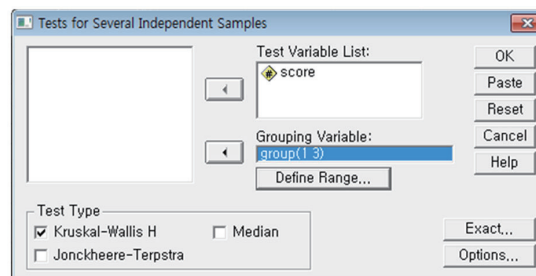 Tests for Several Independent Samples
Test Variable List:
score
Grouping Variable:
group(1 3)
Define Range...
OK
Paste
Reset
Cancel
Help
Test Type
Kruskal-Wallis H
Median
Jonckheere-Terpstra
Exact...
Options...